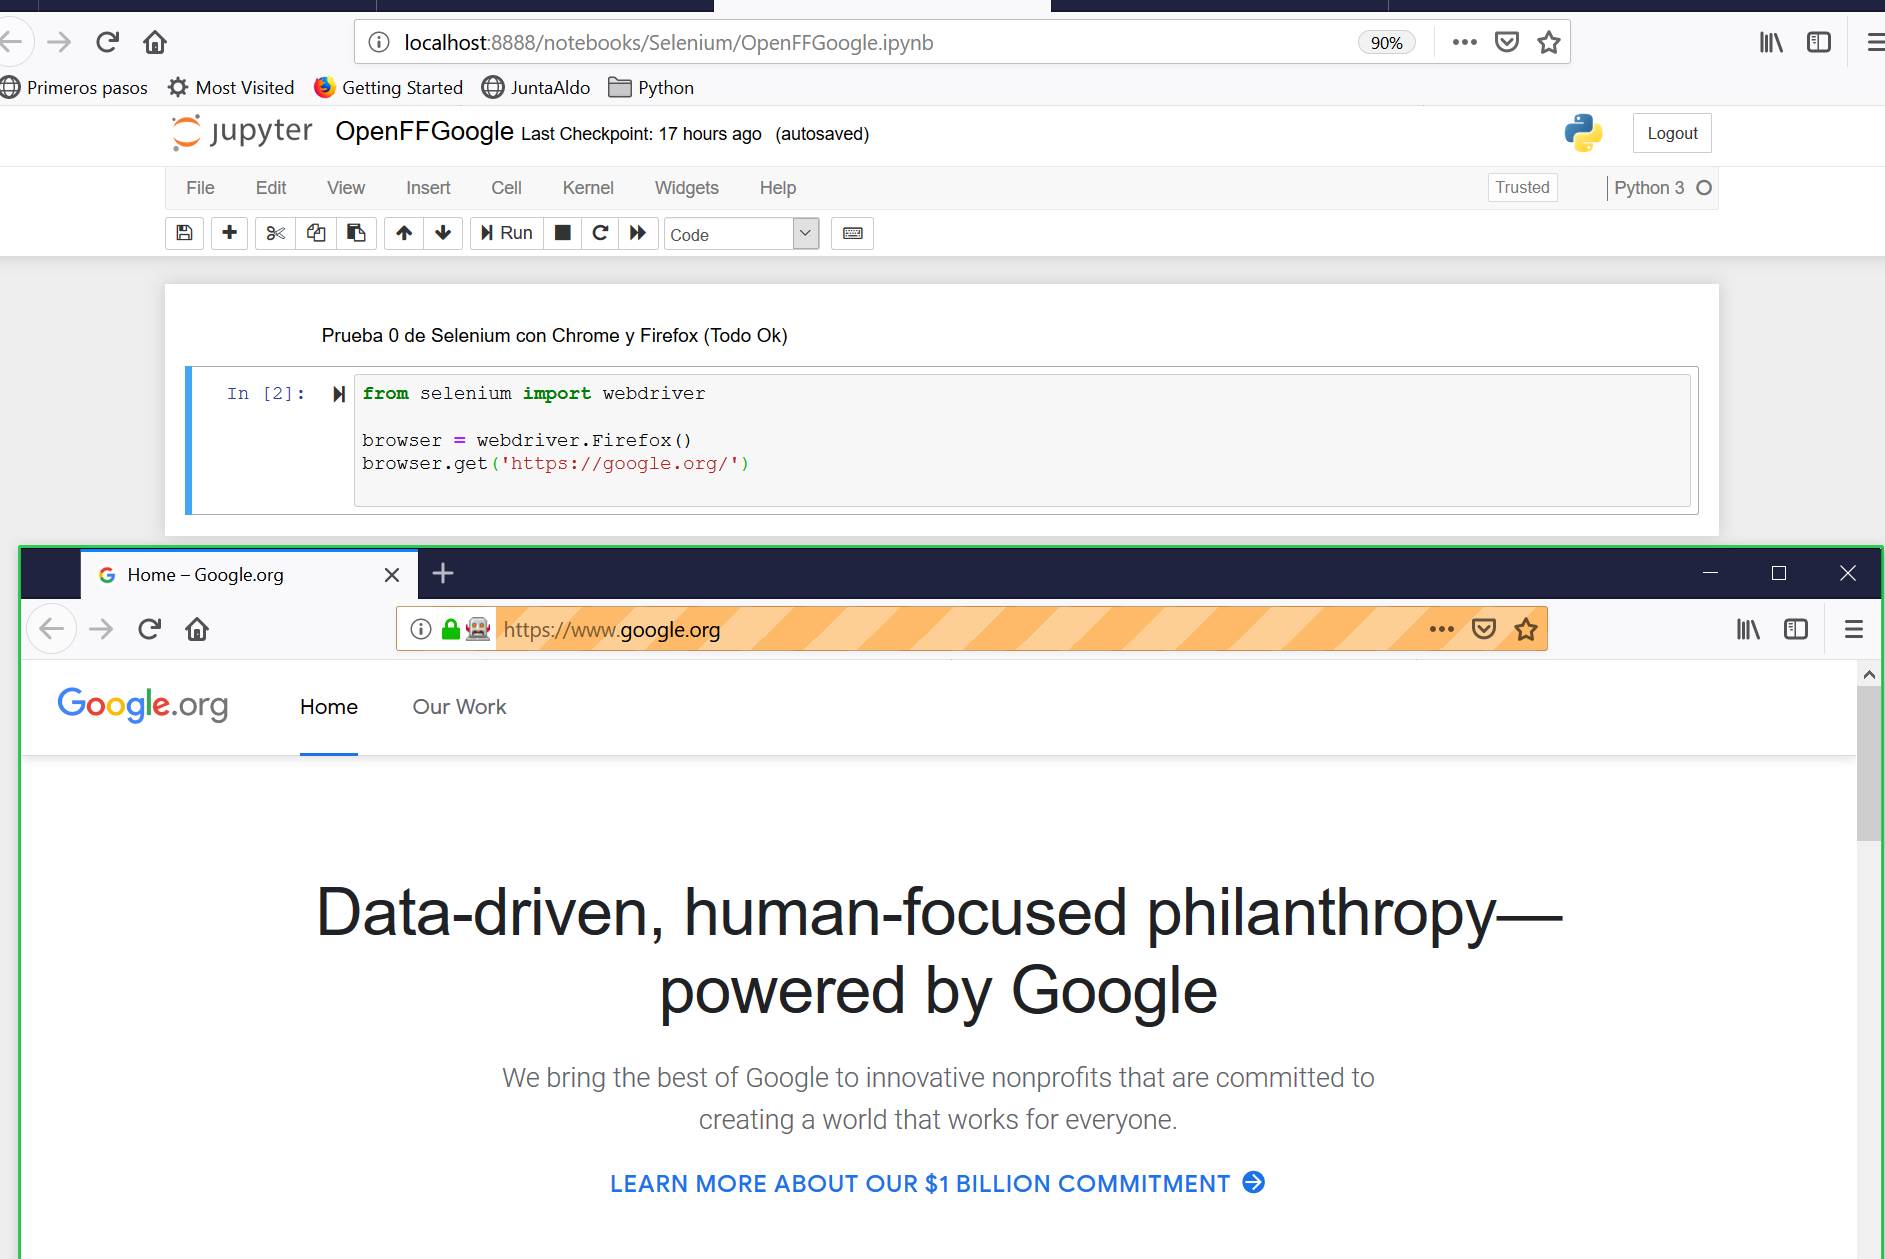 localhost:8888/notebooks/Selenium/OpenFFGoogle.ipynb 90%
Primeros pasos Most Visited Getting Started JuntaAldo Python
jupyter OpenFFGoogle Last Checkpoint: 17 hours ago (autosaved) Logout
File Edit View Insert Cell Kernel Widgets Help Trusted Python 3
Run Code
Prueba 0 de Selenium con Chrome y Firefox (Todo Ok)
In [2]: from selenium import webdriver
browser = webdriver.Firefox()
browser.get('https://google.org/')
Home – Google.org
https://www.google.org
Google.org Home Our Work
Data-driven, human-focused philanthropy—
powered by Google
We bring the best of Google to innovative nonprofits that are committed to
creating a world that works for everyone.
LEARN MORE ABOUT OUR $1 BILLION COMMITMENT